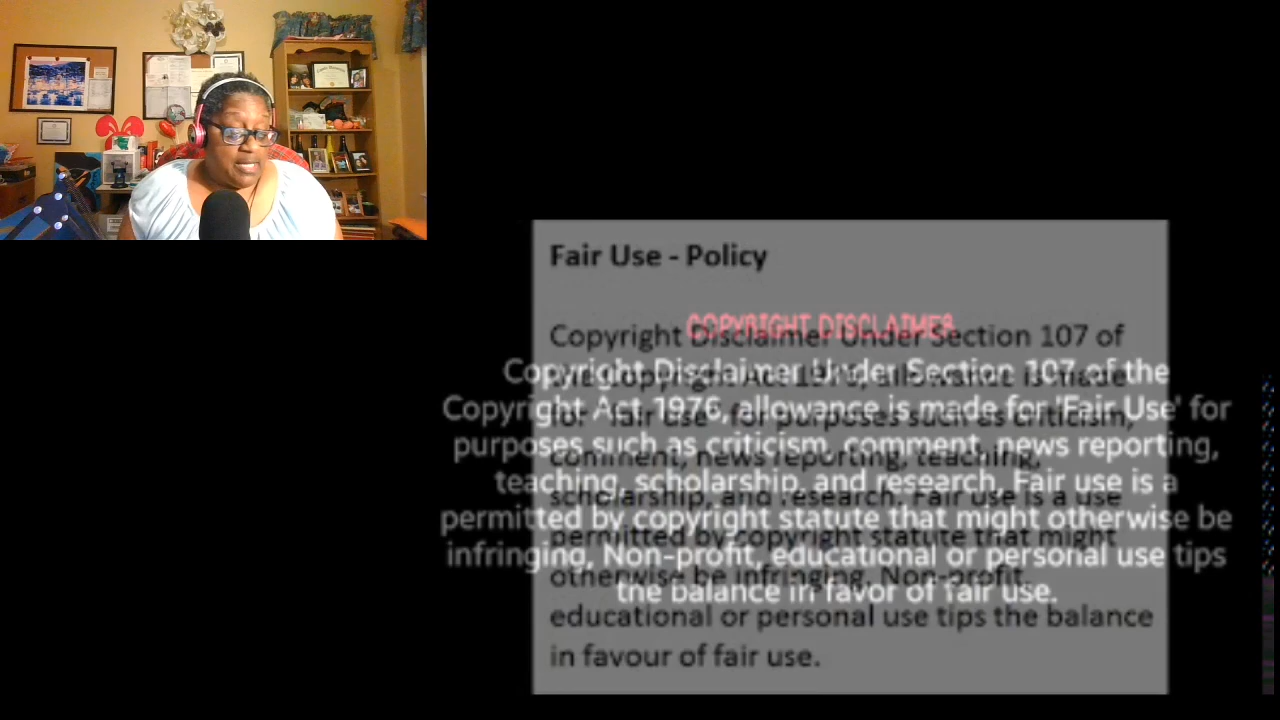 Fair Use - Policy
COPYRIGHT DISCLAIMER
Copyright Disclaimer Under Section 107 of
the Copyright Act 1976, allowance is made
for "fair use" for purposes such as criticism,
comment, news reporting, teaching,
scholarship, and research. Fair use is a use
permitted by copyright statute that might
otherwise be infringing. Non-profit,
educational or personal use tips the balance
in favour of fair use.
Copyright Disclaimer Under Section 107 of the
Copyright Act 1976, allowance is made for 'Fair Use' for
purposes such as criticism, comment, news reporting,
teaching, scholarship, and research, Fair use is a
permitted by copyright statute that might otherwise be
infringing, Non-profit, educational or personal use tips
the balance in favor of fair use.